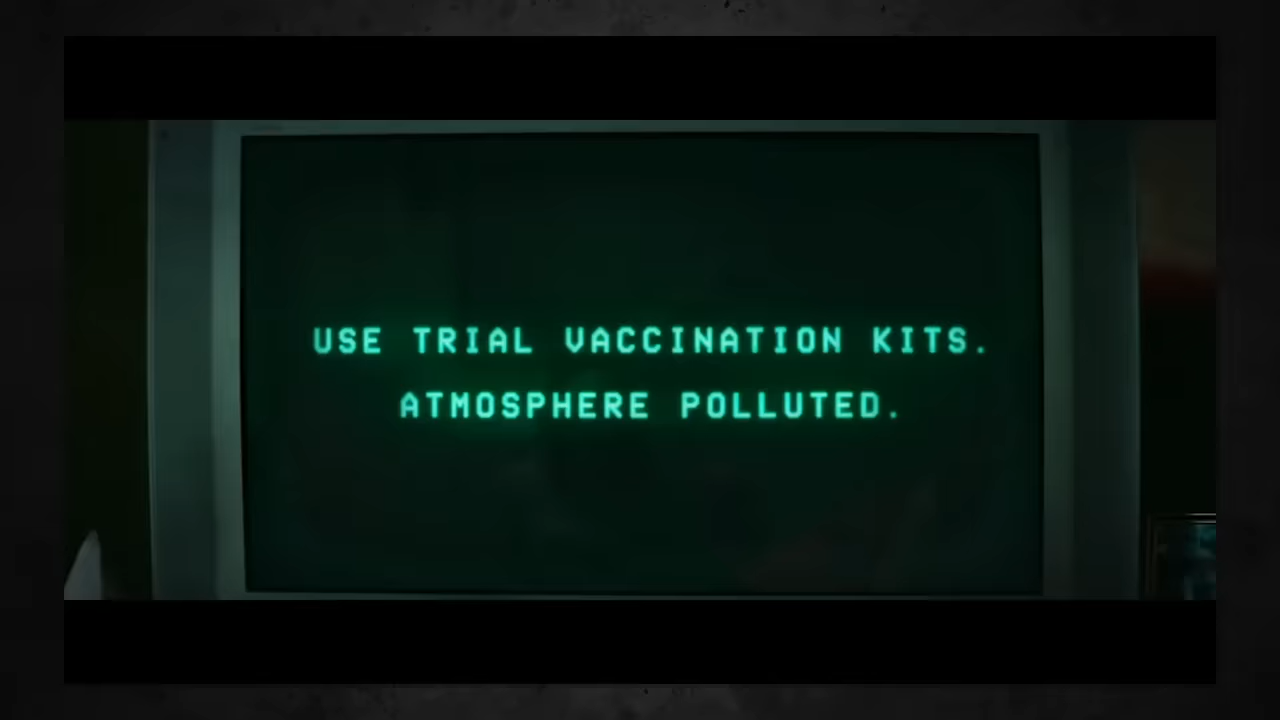 USE TRIAL VACCINATION KITS.
ATMOSPHERE POLLUTED.